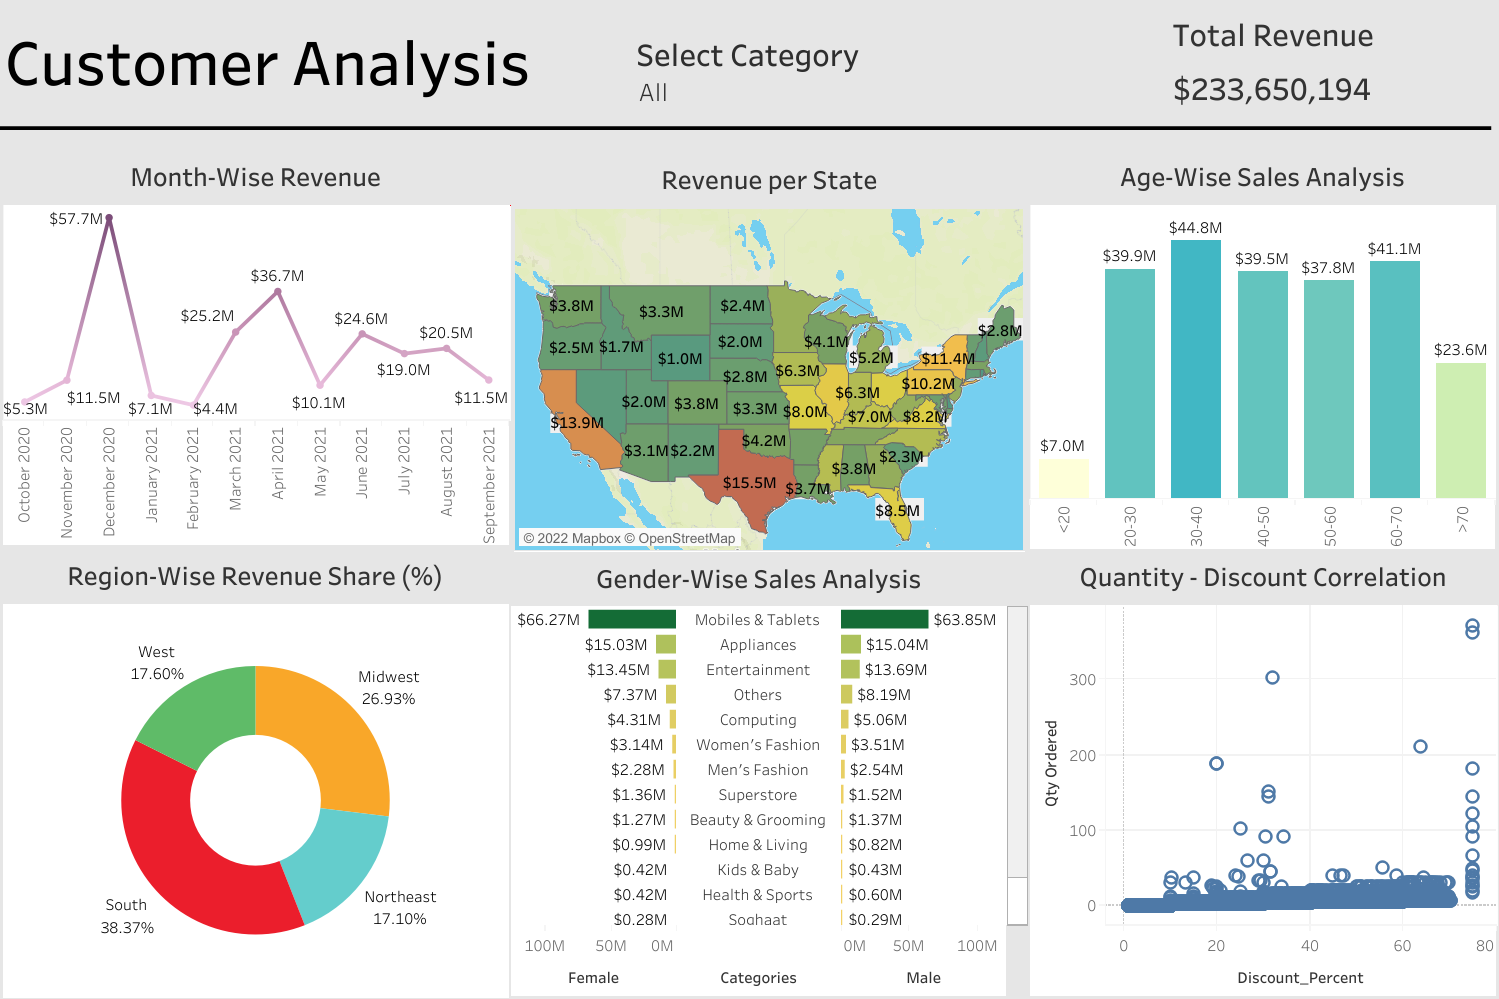 Customer Analysis
Select Category
All
Total Revenue
$233,650,194
Month-Wise Revenue
$57.7M
$36.7M
$25.2M
$24.6M
$20.5M
$19.0M
$5.3M
$11.5M
$7.1M
$4.4M
$10.1M
$11.5M
October 2020
November 2020
December 2020
January 2021
February 2021
March 2021
April 2021
May 2021
June 2021
July 2021
August 2021
September 2021
Revenue per State
$3.8M
$3.3M
$2.4M
$2.8M
$2.5M
$1.7M
$1.0M
$2.0M
$4.1M
$5.2M
$11.4M
$6.3M
$2.8M
$10.2M
$2.0M
$3.8M
$3.3M
$8.0M
$6.3M
$7.0M
$8.2M
$13.9M
$3.1M
$2.2M
$4.2M
$3.8M
$2.3M
$15.5M
$3.7M
$8.5M
© 2022 Mapbox © OpenStreetMap
Age-Wise Sales Analysis
$7.0M
$39.9M
$44.8M
$39.5M
$37.8M
$41.1M
$23.6M
<20
20-30
30-40
40-50
50-60
60-70
>70
Region-Wise Revenue Share (%)
West
17.60%
Midwest
26.93%
South
38.37%
Northeast
17.10%
Gender-Wise Sales Analysis
$66.27M Mobiles & Tablets $63.85M
$15.03M Appliances $15.04M
$13.45M Entertainment $13.69M
$7.37M Others $8.19M
$4.31M Computing $5.06M
$3.14M Women's Fashion $3.51M
$2.28M Men's Fashion $2.54M
$1.36M Superstore $1.52M
$1.27M Beauty & Grooming $1.37M
$0.99M Home & Living $0.82M
$0.42M Kids & Baby $0.43M
$0.42M Health & Sports $0.60M
$0.28M Soghaat $0.29M
100M 50M 0M 0M 50M 100M
Female Categories Male
Quantity - Discount Correlation
Qty Ordered
300
200
100
0
0 20 40 60 80
Discount_Percent